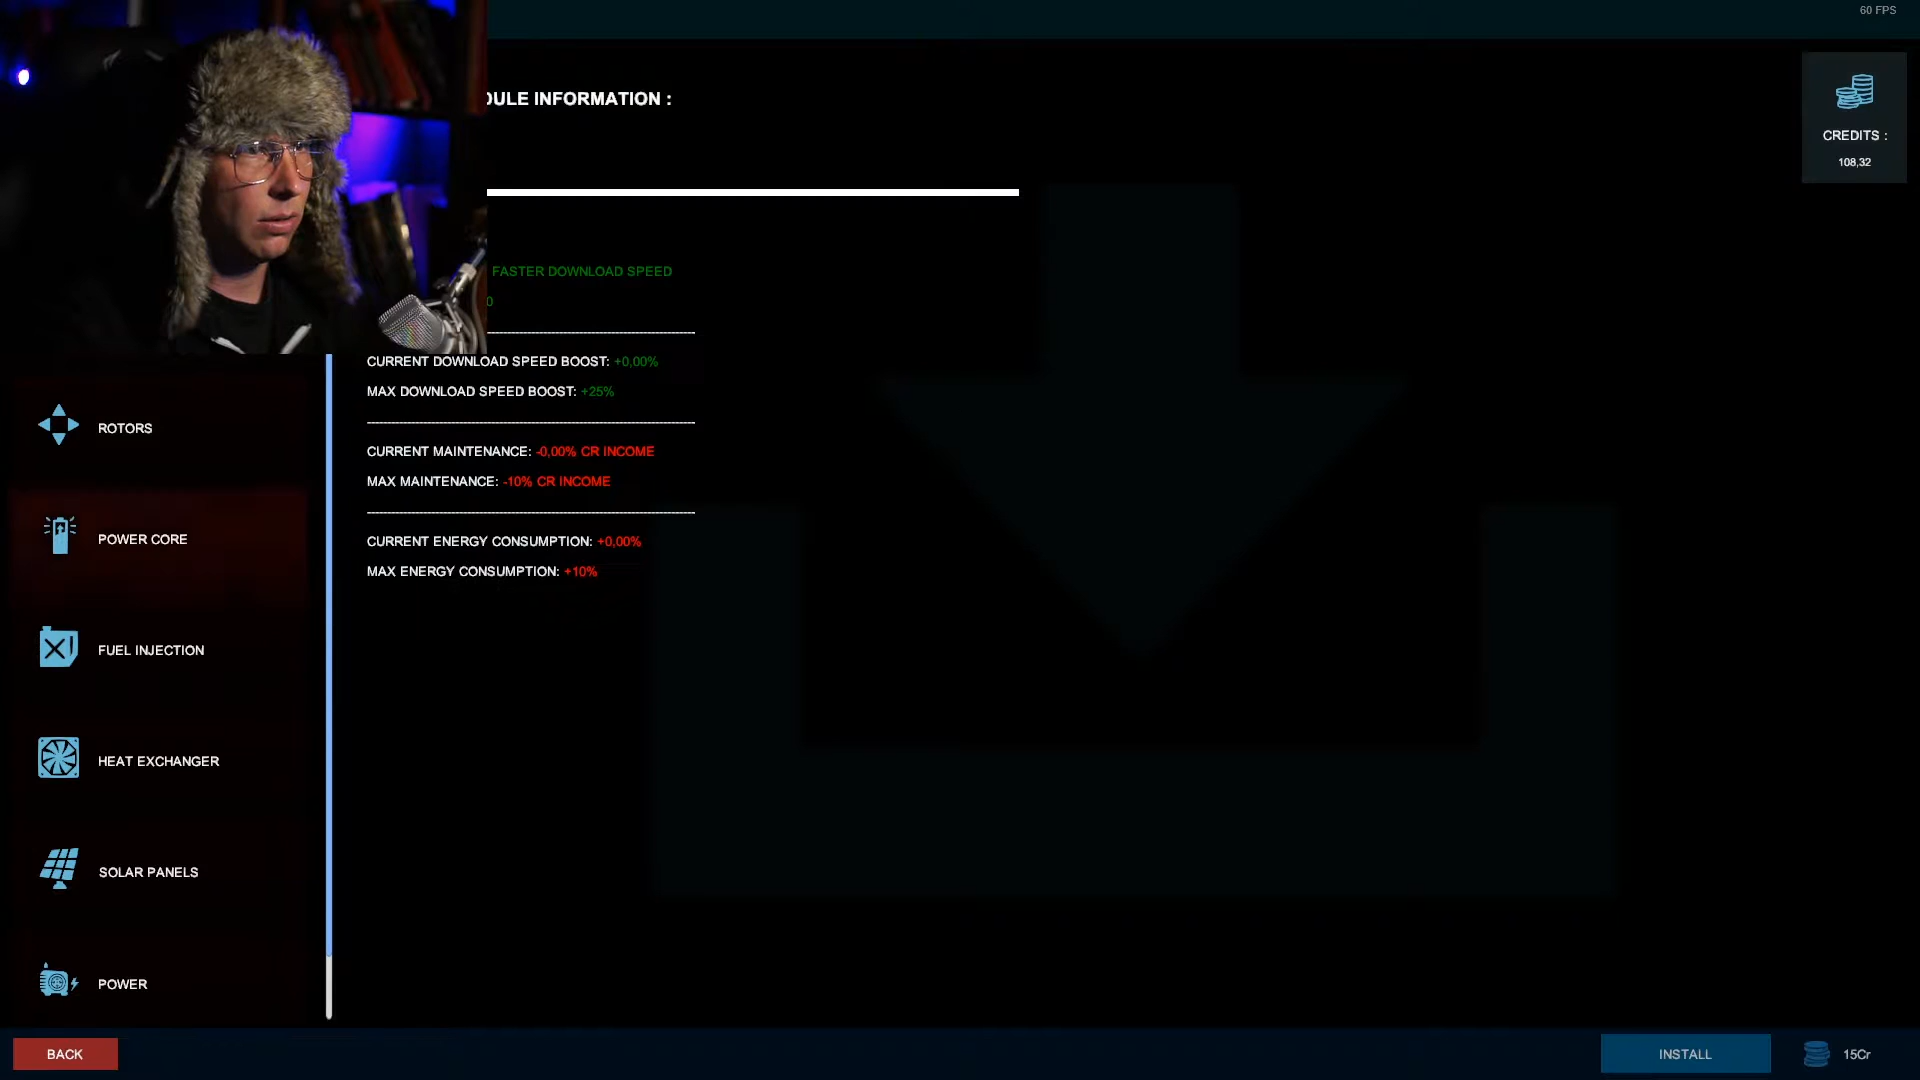 60 FPS
INFORMATION :
CREDITS :
108,32
FASTER DOWNLOAD SPEED
CURRENT DOWNLOAD SPEED BOOST: +0,00%
MAX DOWNLOAD SPEED BOOST: +25%
CURRENT MAINTENANCE: -0,00% CR INCOME
MAX MAINTENANCE: -10% CR INCOME
CURRENT ENERGY CONSUMPTION: +0,00%
MAX ENERGY CONSUMPTION: +10%
ROTORS
POWER CORE
FUEL INJECTION
HEAT EXCHANGER
SOLAR PANELS
POWER
BACK
INSTALL
15Cr